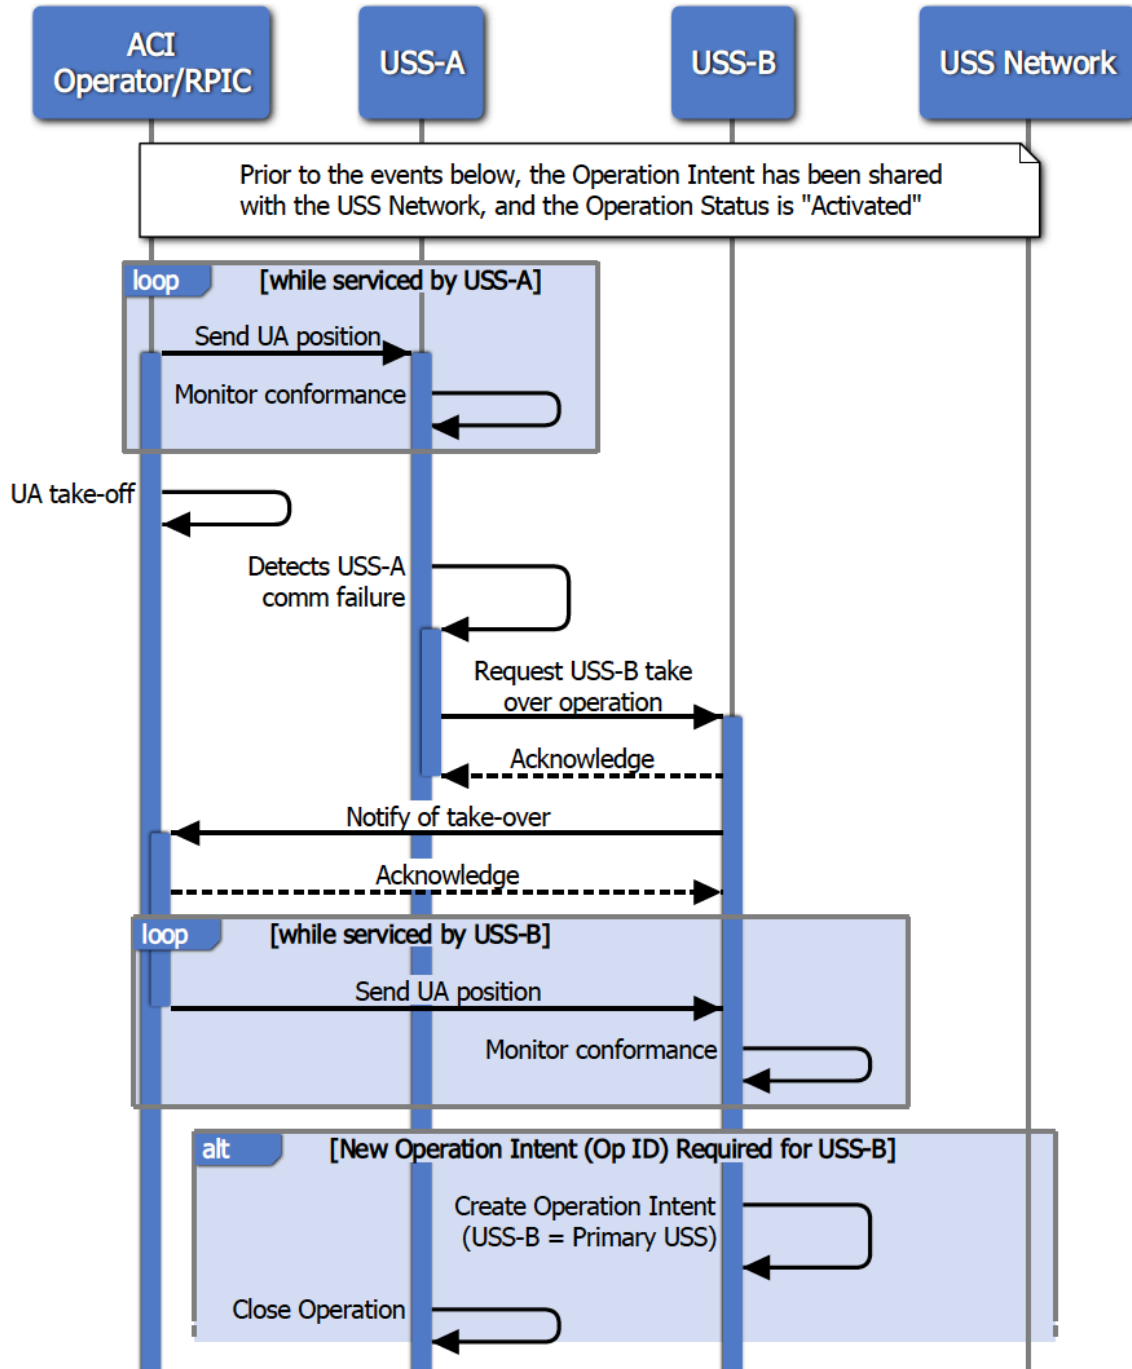 ACI
Operator/RPIC
USS-A
USS-B
USS Network
Prior to the events below, the Operation Intent has been shared
with the USS Network, and the Operation Status is "Activated"
loop
[while serviced by USS-A]
Send UA position
Monitor conformance
UA take-off
Detects USS-A
comm failure
Request USS-B take
over operation
Acknowledge
Notify of take-over
Acknowledge
loop
[while serviced by USS-B]
Send UA position
Monitor conformance
alt
[New Operation Intent (Op ID) Required for USS-B]
Create Operation Intent
(USS-B = Primary USS)
Close Operation